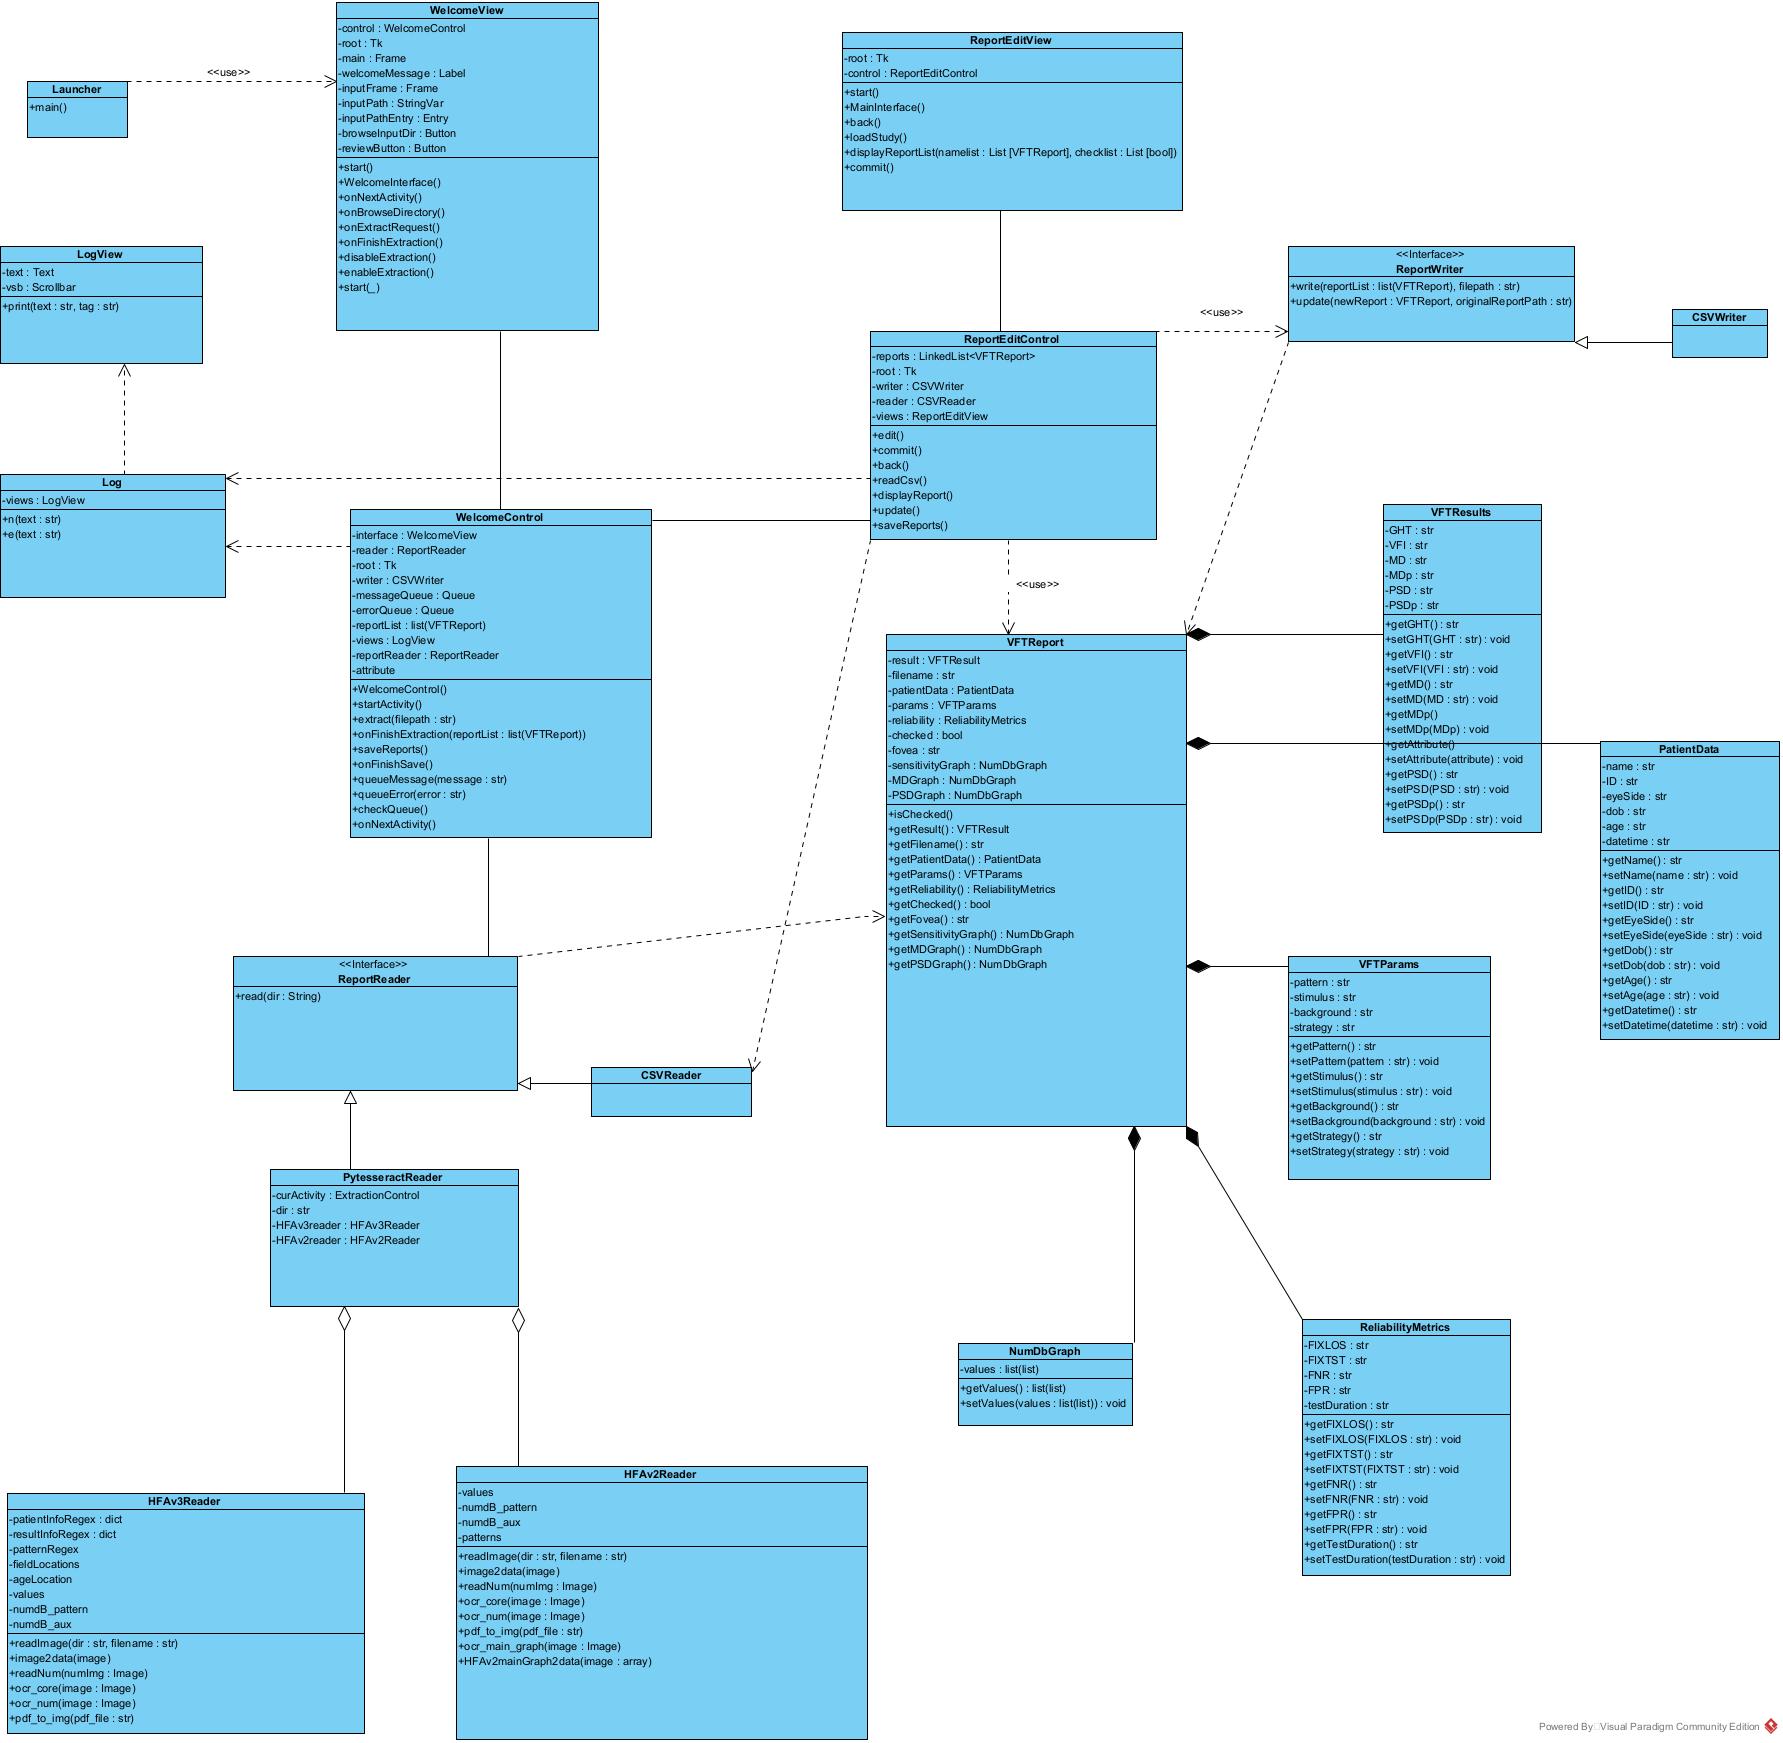 WelcomeView
-control : WelcomeControl
-root : Tk
-main : Frame
-welcomeMessage : Label
-inputFrame : Frame
-inputPath : StringVar
-inputPathEntry : Entry
-browseInputDir : Button
-reviewButton : Button
+start()
+WelcomeInterface()
+onNextActivity()
+onBrowseDirectory()
+onExtractRequest()
+onFinishExtraction()
+disableExtraction()
+enableExtraction()
+start(_)
ReportEditView
-root : Tk
-control : ReportEditControl
+start()
+MainInterface()
+back()
+loadStudy()
+displayReportList(namelist : List [VFTReport], checklist : List [bool])
+commit()
<<use>>
Launcher
+main()
LogView
-text : Text
-vsb : Scrollbar
+print(text : str, tag : str)
<<Interface>>
ReportWriter
+write(reportList : list(VFTReport), filepath : str)
+update(newReport : VFTReport, originalReportPath : str)
<<use>>
CSVWriter
ReportEditControl
-reports : LinkedList<VFTReport>
-root : Tk
-writer : CSVWriter
-reader : CSVReader
-views : ReportEditView
+edit()
+commit()
+back()
+readCsv()
+displayReport()
+update()
+saveReports()
Log
-views : LogView
+n(text : str)
+e(text : str)
WelcomeControl
-interface : WelcomeView
-reader : ReportReader
-root : Tk
-writer : CSVWriter
-messageQueue : Queue
-errorQueue : Queue
-reportList : list(VFTReport)
-views : LogView
-reportReader : ReportReader
-attribute
+WelcomeControl()
+startActivity()
+extract(filepath : str)
+onFinishExtraction(reportList : list(VFTReport))
+saveReports()
+onFinishSave()
+queueMessage(message : str)
+queueError(error : str)
+checkQueue()
+onNextActivity()
<<use>>
VFTResults
-GHT : str
-VFI : str
-MD : str
-MDp : str
-PSD : str
-PSDp : str
+getGHT() : str
+setGHT(GHT : str) : void
+getVFI() : str
+setVFI(VFI : str) : void
+getMD() : str
+setMD(MD : str) : void
+getMDp()
+setMDp(MDp) : void
+getAttribute()
+setAttribute(attribute) : void
+getPSD() : str
+setPSD(PSD : str) : void
+getPSDp() : str
+setPSDp(PSDp : str) : void
VFTReport
-result : VFTResult
-filename : str
-patientData : PatientData
-params : VFTParams
-reliability : ReliabilityMetrics
-checked : bool
-fovea : str
-sensitivityGraph : NumDbGraph
-MDGraph : NumDbGraph
-PSDGraph : NumDbGraph
+isChecked()
+getResult() : VFTResult
+getFilename() : str
+getPatientData() : PatientData
+getParams() : VFTParams
+getReliability() : ReliabilityMetrics
+getChecked() : bool
+getFovea() : str
+getSensitivityGraph() : NumDbGraph
+getMDGraph() : NumDbGraph
+getPSDGraph() : NumDbGraph
PatientData
-name : str
-ID : str
-eyeSide : str
-dob : str
-age : str
-datetime : str
+getName() : str
+setName(name : str) : void
+getID() : str
+setID(ID : str) : void
+getEyeSide() : str
+setEyeSide(eyeSide : str) : void
+getDob() : str
+setDob(dob : str) : void
+getAge() : str
+setAge(age : str) : void
+getDatetime() : str
+setDatetime(datetime : str) : void
<<Interface>>
ReportReader
+read(dir : String)
VFTParams
-pattern : str
-stimulus : str
-background : str
-strategy : str
+getPattern() : str
+setPattern(pattern : str) : void
+getStimulus() : str
+setStimulus(stimulus : str) : void
+getBackground() : str
+setBackground(background : str) : void
+getStrategy() : str
+setStrategy(strategy : str) : void
CSVReader
PytesseractReader
-curActivity : ExtractionControl
-dir : str
-HFAv3reader : HFAv3Reader
-HFAv2reader : HFAv2Reader
NumDbGraph
-values : list(list)
+getValues() : list(list)
+setValues(values : list(list)) : void
ReliabilityMetrics
-FIXLOS : str
-FIXTST : str
-FNR : str
-FPR : str
-testDuration : str
+getFIXLOS() : str
+setFIXLOS(FIXLOS : str) : void
+getFIXTST() : str
+setFIXTST(FIXTST : str) : void
+getFNR() : str
+setFNR(FNR : str) : void
+getFPR() : str
+setFPR(FPR : str) : void
+getTestDuration() : str
+setTestDuration(testDuration : str) : void
HFAv3Reader
-patientInfoRegex : dict
-resultInfoRegex : dict
-patternRegex
-fieldLocations
-ageLocation
-values
-numdB_pattern
-numdB_aux
+readImage(dir : str, filename : str)
+image2data(image)
+readNum(numImg : Image)
+ocr_core(image : Image)
+ocr_num(image : Image)
+pdf_to_img(pdf_file : str)
HFAv2Reader
-values
-numdB_pattern
-numdB_aux
-patterns
+readImage(dir : str, filename : str)
+image2data(image)
+readNum(numImg : Image)
+ocr_core(image : Image)
+ocr_num(image : Image)
+pdf_to_img(pdf_file : str)
+ocr_main_graph(image : Image)
+HFAv2mainGraph2data(image : array)
Powered By Visual Paradigm Community Edition